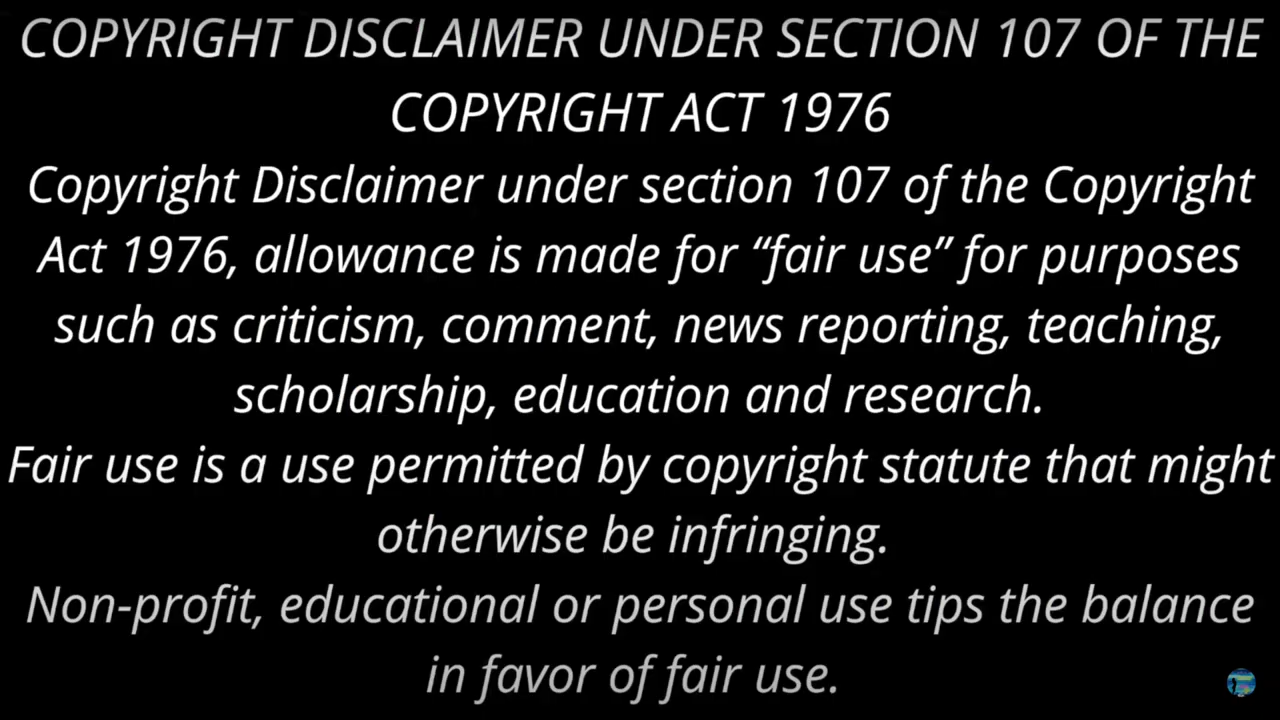 COPYRIGHT DISCLAIMER UNDER SECTION 107 OF THE
COPYRIGHT ACT 1976
Copyright Disclaimer under section 107 of the Copyright
Act 1976, allowance is made for “fair use” for purposes
such as criticism, comment, news reporting, teaching,
scholarship, education and research.
Fair use is a use permitted by copyright statute that might
otherwise be infringing.
Non-profit, educational or personal use tips the balance
in favor of fair use.